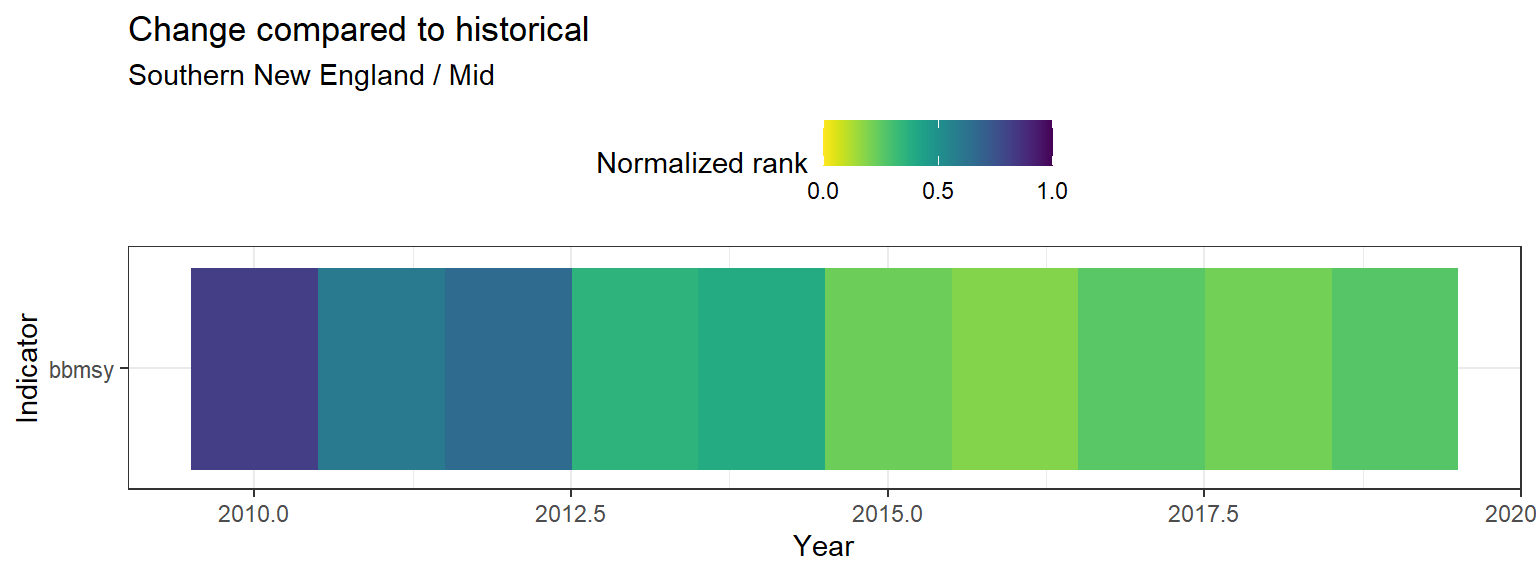 Change compared to historical
Southern New England / Mid
Normalized rank
0.0 0.5 1.0
Indicator
bbmsy
2010.0 2012.5 2015.0 2017.5 2020
Year